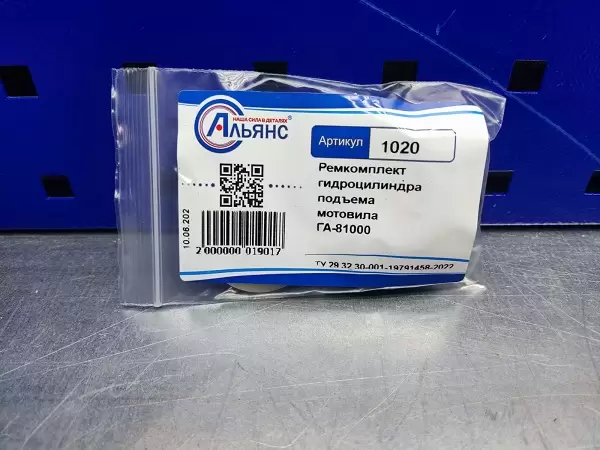 НАША СИЛА В ДЕТАЛЯХ
®
АЛЬЯНС
Артикул 1020
Ремкомплект
гидроцилиндра
подъема
мотовила
ГА-81000
10.06.202
2 000000 019017
ТУ 29.32.30-001-19791458-2022